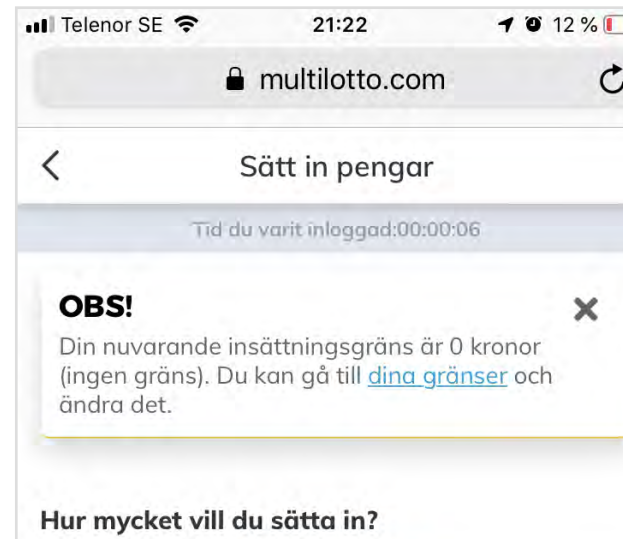 Telenor SE 21:22 12 %
multilotto.com
Sätt in pengar
Tid du varit inloggad:00:00:06
OBS!
Din nuvarande insättningsgräns är 0 kronor
(ingen gräns). Du kan gå till dina gränser och
ändra det.
Hur mycket vill du sätta in?